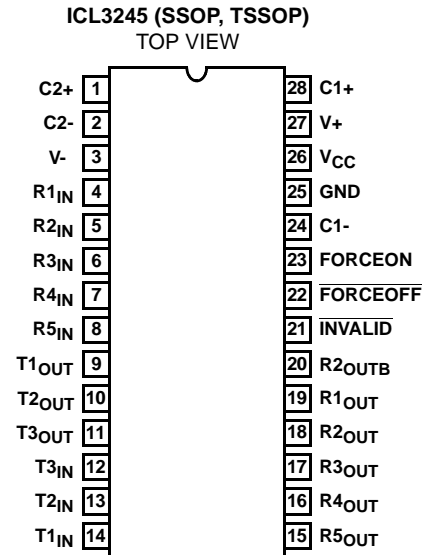 ICL3245 (SSOP, TSSOP)
TOP VIEW
C2+ 1 28 C1+
C2- 2 27 V+
V- 3 26 VCC
R1IN 4 25 GND
R2IN 5 24 C1-
R3IN 6 23 FORCEON
R4IN 7 22 FORCEOFF
R5IN 8 21 INVALID
T1OUT 9 20 R2OUTB
T2OUT 10 19 R1OUT
T3OUT 11 18 R2OUT
T3IN 12 17 R3OUT
T2IN 13 16 R4OUT
T1IN 14 15 R5OUT